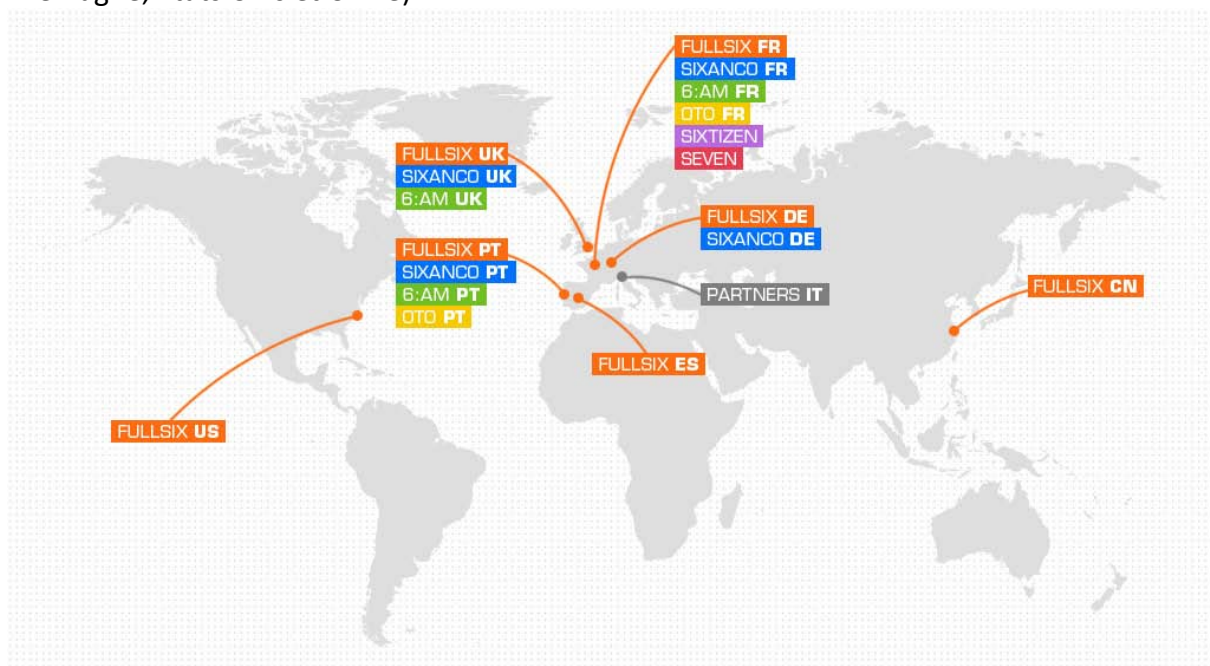 FULLSIX FR
SIXANCO FR
6:AM FR
OTO FR
SIXTIZEN
SEVEN
FULLSIX UK
SIXANCO UK
6:AM UK
FULLSIX DE
SIXANCO DE
FULLSIX PT
SIXANCO PT
6:AM PT
OTO PT
PARTNERS IT
FULLSIX CN
FULLSIX ES
FULLSIX US